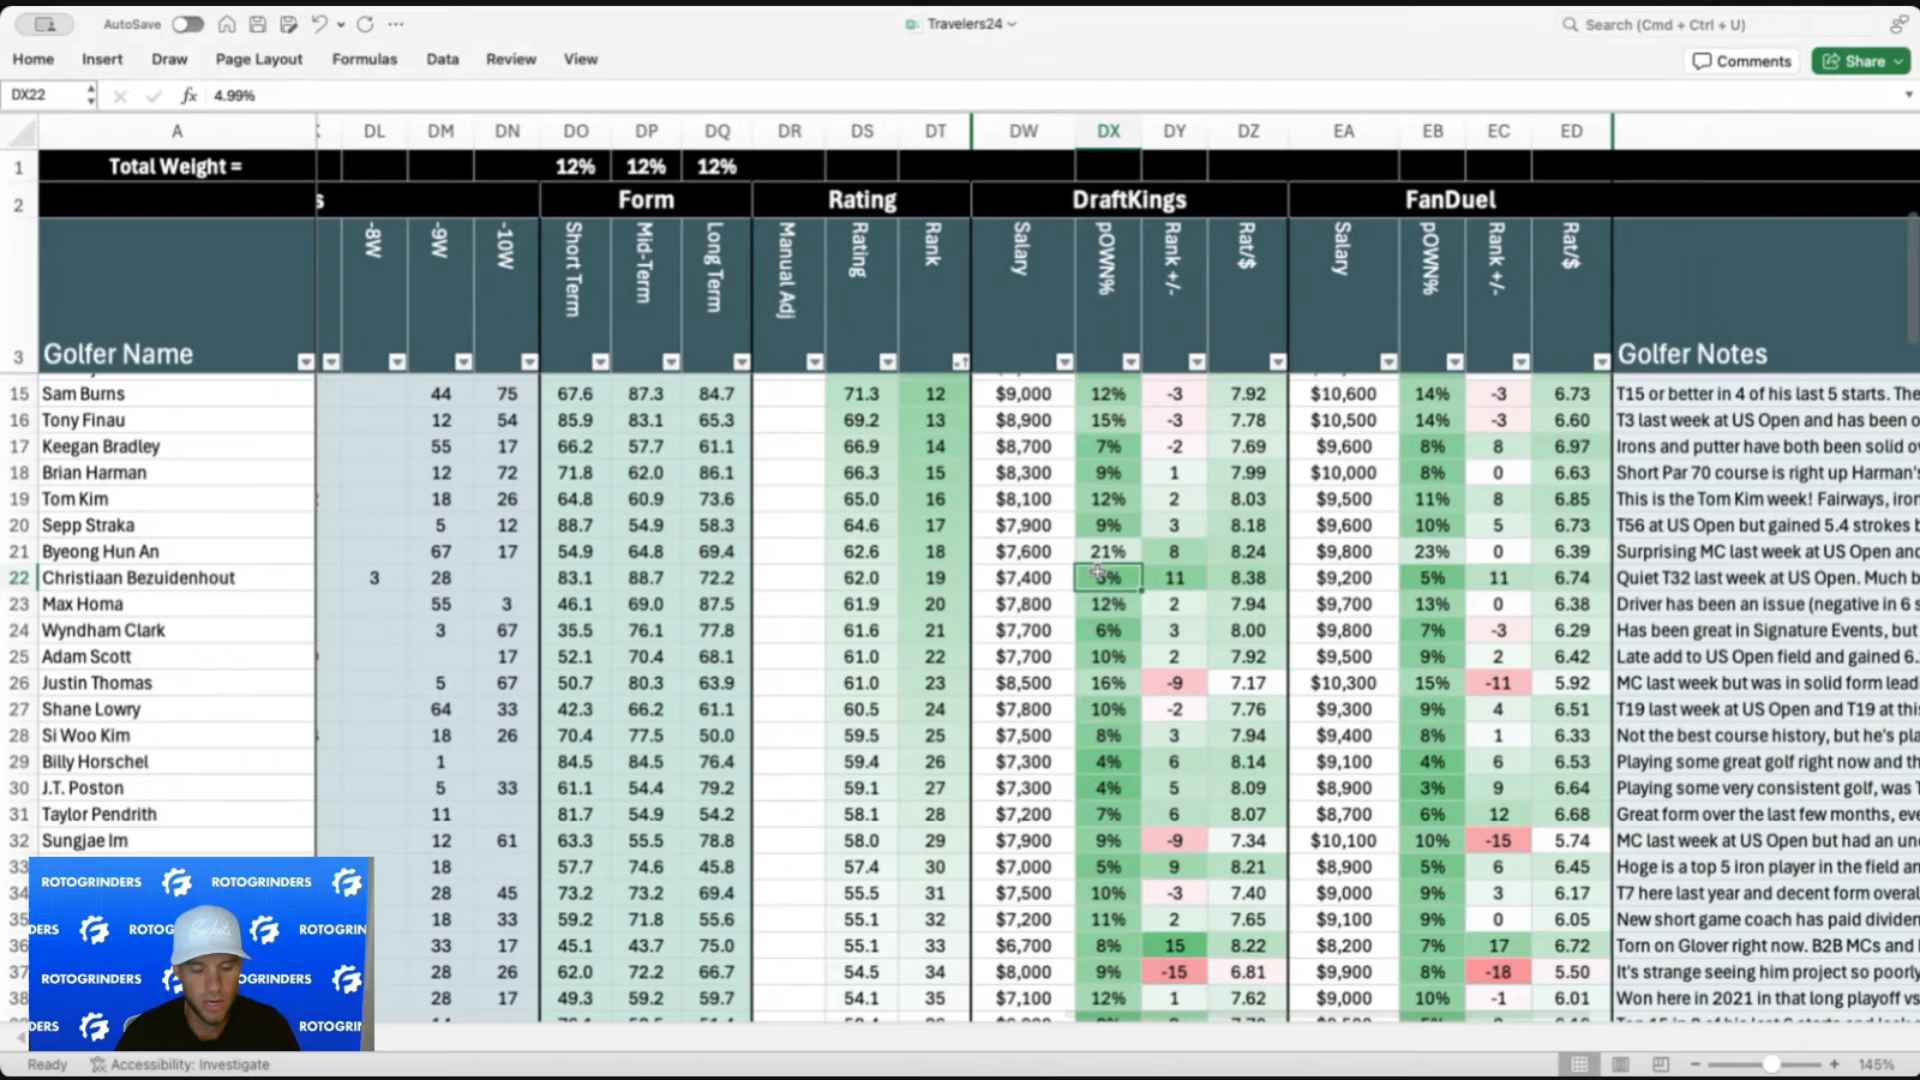 AutoSave
Travelers24
Search (Cmd + Ctrl + U)
Home Insert Draw Page Layout Formulas Data Review View
Comments Share
DX22 fx 4.99%
A DL DM DN DO DP DQ DR DS DT DW DX DY DZ EA EB EC ED
1 Total Weight = 12% 12% 12%
2 s Form Rating DraftKings FanDuel
3 Golfer Name -8W -9W -10W Short Term Mid-Term Long Term Manual Adj Rating Rank Salary pOWN% Rank +/- Rat/$ Salary pOWN% Rank +/- Rat/$ Golfer Notes
15 Sam Burns 44 75 67.6 87.3 84.7 71.3 12 $9,000 12% -3 7.92 $10,600 14% -3 6.73 T15 or better in 4 of his last 5 starts. The
16 Tony Finau 12 54 85.9 83.1 65.3 69.2 13 $8,900 15% -3 7.78 $10,500 14% -3 6.60 T3 last week at US Open and has been o
17 Keegan Bradley 55 17 66.2 57.7 61.1 66.9 14 $8,700 7% -2 7.69 $9,600 8% 8 6.97 Irons and putter have both been solid ov
18 Brian Harman 12 72 71.8 62.0 86.1 66.3 15 $8,300 9% 1 7.99 $10,000 8% 0 6.63 Short Par 70 course is right up Harman's
19 Tom Kim 18 26 64.8 60.9 73.6 65.0 16 $8,100 12% 2 8.03 $9,500 11% 8 6.85 This is the Tom Kim week! Fairways, iron
20 Sepp Straka 5 12 88.7 54.9 58.3 64.6 17 $7,900 9% 3 8.18 $9,600 10% 5 6.73 T56 at US Open but gained 5.4 strokes b
21 Byeong Hun An 67 17 54.9 64.8 69.4 62.6 18 $7,600 21% 8 8.24 $9,800 23% 0 6.39 Surprising MC last week at US Open and
22 Christiaan Bezuidenhout 3 28 83.1 88.7 72.2 62.0 19 $7,400 5% 11 8.38 $9,200 5% 11 6.74 Quiet T32 last week at US Open. Much b
23 Max Homa 55 3 46.1 69.0 87.5 61.9 20 $7,800 12% 2 7.94 $9,700 13% 0 6.38 Driver has been an issue (negative in 6 s
24 Wyndham Clark 3 67 35.5 76.1 77.8 61.6 21 $7,700 6% 3 8.00 $9,800 7% -3 6.29 Has been great in Signature Events, but
25 Adam Scott 17 52.1 70.4 68.1 61.0 22 $7,700 10% 2 7.92 $9,500 9% 2 6.42 Late add to US Open field and gained 6.
26 Justin Thomas 5 67 50.7 80.3 63.9 61.0 23 $8,500 16% -9 7.17 $10,300 15% -11 5.92 MC last week but was in solid form lead
27 Shane Lowry 64 33 42.3 66.2 61.1 60.5 24 $7,800 10% -2 7.76 $9,300 9% 4 6.51 T19 last week at US Open and T19 at this
28 Si Woo Kim 18 26 70.4 77.5 50.0 59.5 25 $7,500 8% 3 7.94 $9,400 8% 1 6.33 Not the best course history, but he's pla
29 Billy Horschel 1 84.5 84.5 76.4 59.4 26 $7,300 4% 6 8.14 $9,100 4% 6 6.53 Playing some great golf right now and th
30 J.T. Poston 5 33 61.1 54.4 79.2 59.1 27 $7,300 4% 5 8.09 $8,900 3% 9 6.64 Playing some very consistent golf, was T
31 Taylor Pendrith 11 81.7 54.9 54.2 58.1 28 $7,200 7% 6 8.07 $8,700 6% 12 6.68 Great form over the last few months, eve
32 Sungjae Im 12 61 63.3 55.5 78.8 58.0 29 $7,900 9% -9 7.34 $10,100 10% -15 5.74 MC last week at US Open but had an un
33 18 57.7 74.6 45.8 57.4 30 $7,000 5% 9 8.21 $8,900 5% 6 6.45 Hoge is a top 5 iron player in the field an
34 28 45 73.2 73.2 69.4 55.5 31 $7,500 10% -3 7.40 $9,000 9% 3 6.17 T7 here last year and decent form overal
35 18 33 59.2 71.8 55.6 55.1 32 $7,200 11% 2 7.65 $9,100 9% 0 6.05 New short game coach has paid dividen
36 33 17 45.1 43.7 75.0 55.1 33 $6,700 8% 15 8.22 $8,200 7% 17 6.72 Torn on Glover right now. B2B MCs and
37 28 26 62.0 72.2 66.7 54.5 34 $8,000 9% -15 6.81 $9,900 8% -18 5.50 It's strange seeing him project so poorly
38 28 17 49.3 59.2 59.7 54.1 35 $7,100 12% 1 7.62 $9,000 10% -1 6.01 Won here in 2021 in that long playoff vs
ROTOGRINDERS ROTOGRINDERS
DERS ROTOG ROTOGRIN
ROTOGRINDERS GRINDERS
DERS ROTOGRIN
Ready Accessibility: Investigate 145%